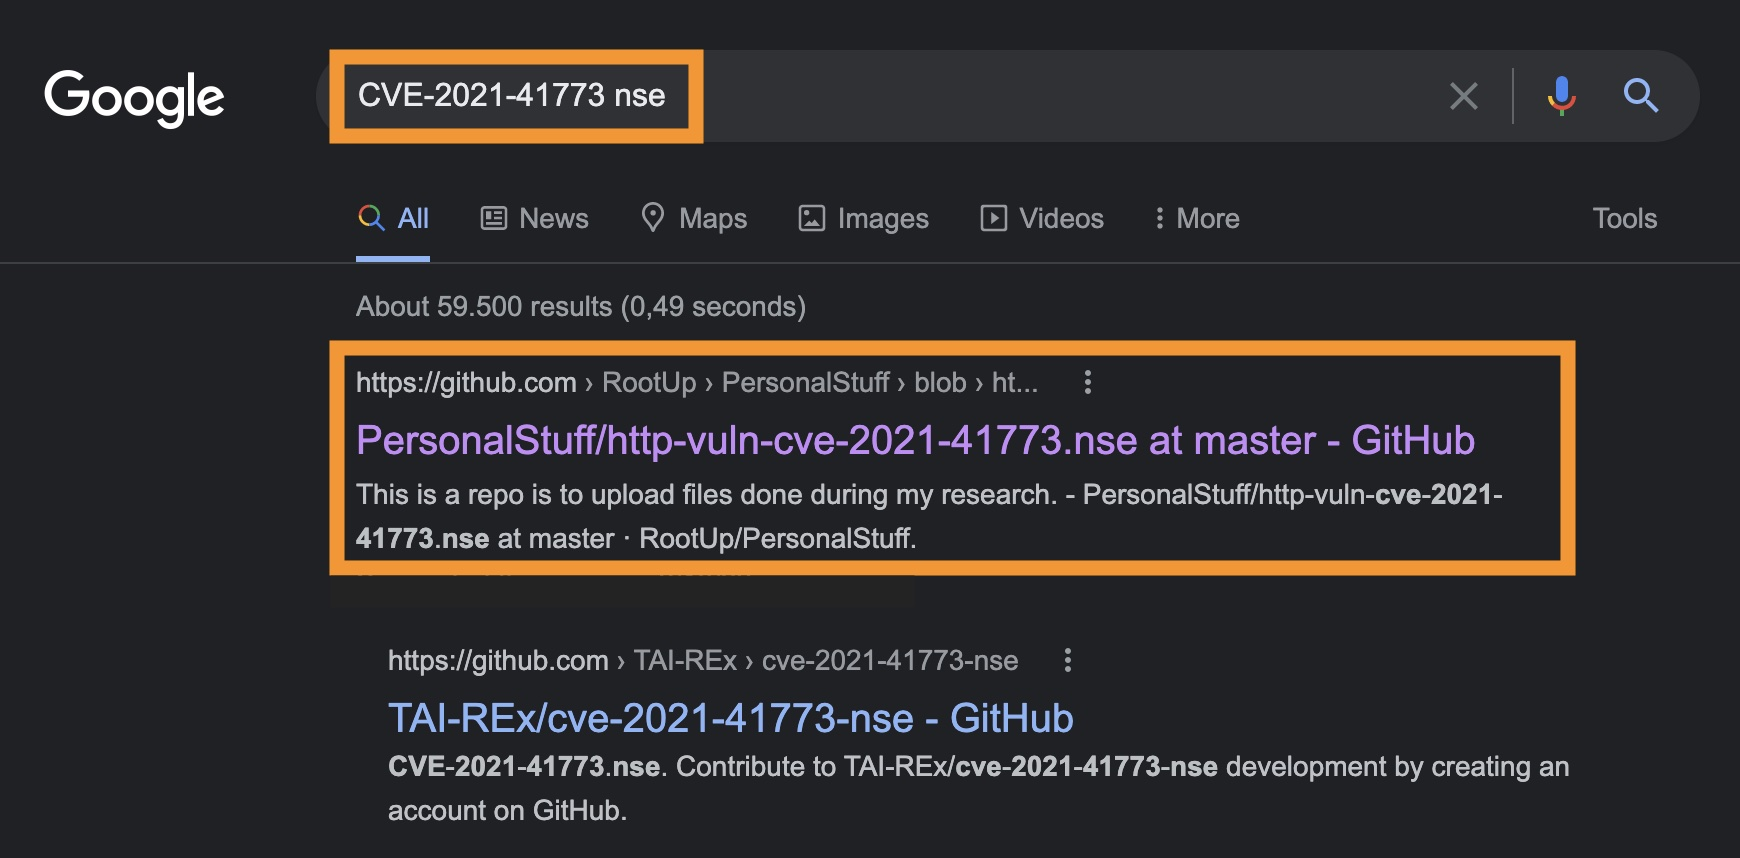 Google
CVE-2021-41773 nse
All
News
Maps
Images
Videos
More
Tools
About 59.500 results (0,49 seconds)
https://github.com › RootUp › PersonalStuff › blob › ht...
PersonalStuff/http-vuln-cve-2021-41773.nse at master - GitHub
This is a repo is to upload files done during my research. - PersonalStuff/http-vuln-cve-2021-
41773.nse at master · RootUp/PersonalStuff.
https://github.com › TAI-REx › cve-2021-41773-nse
TAI-REx/cve-2021-41773-nse - GitHub
CVE-2021-41773.nse. Contribute to TAI-REx/cve-2021-41773-nse development by creating an
account on GitHub.